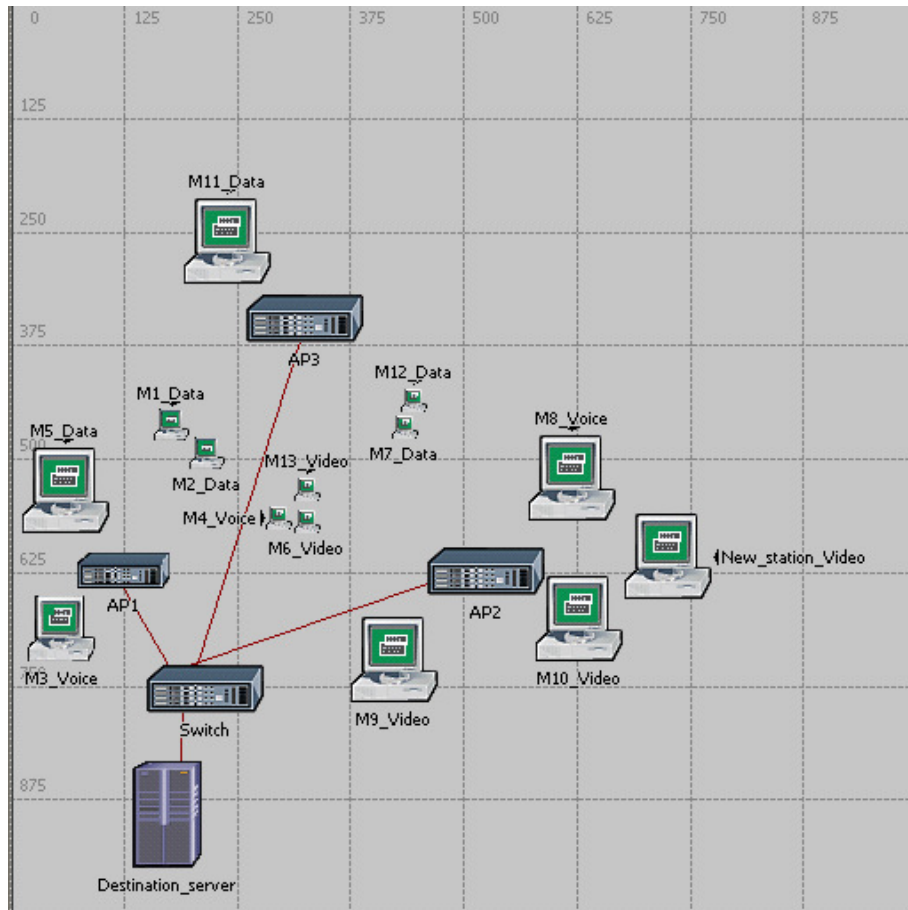 0 125 250 375 500 625 750 875
125
M11_Data
250
375
AP3
M12_Data
M1_Data
M8_Voice
M5_Data
500
M7_Data
M13_Video
M2_Data
M4_Voice
M6_Video
New_station_Video
625
AP1
AP2
750
M3_Voice
M10_Video
M9_Video
Switch
875
Destination_server